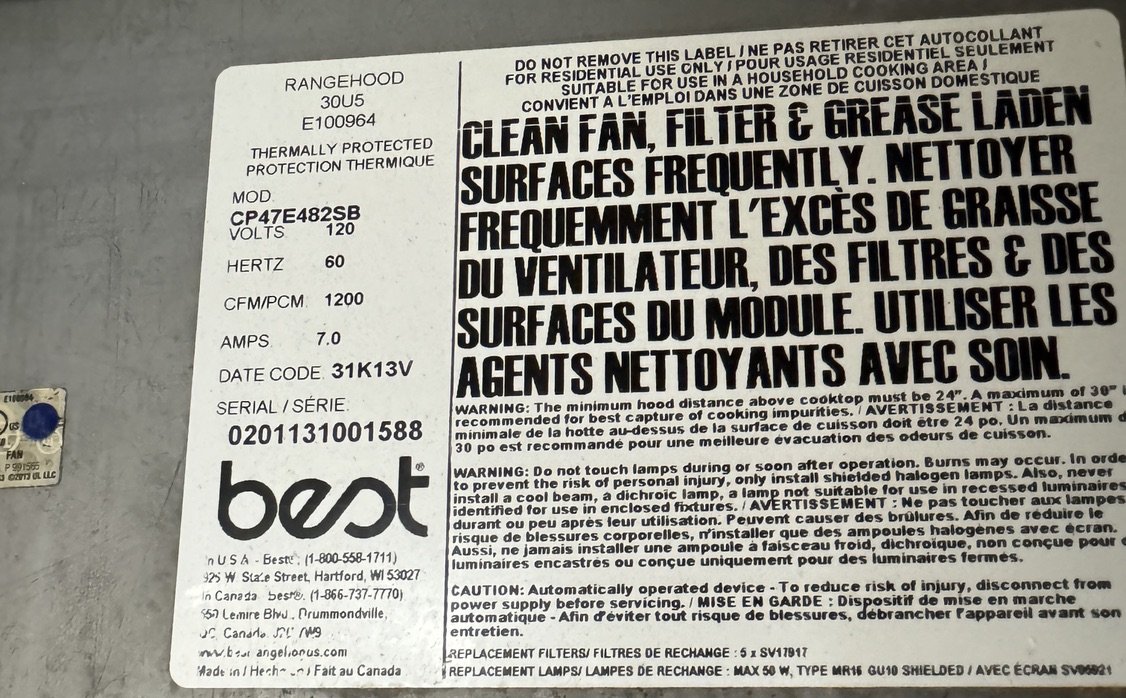 RANGEHOOD
30U5
E100964
THERMALLY PROTECTED
PROTECTION THERMIQUE
MOD.
CP47E482SB
VOLTS 120
HERTZ 60
CFM/PCM 1200
AMPS. 7.0
DATE CODE. 31K13V
SERIAL / SÉRIE
0201131001588
best®
In U S A - Best®, (1-800-558-1711)
925 W State Street, Hartford, WI 53027
In Canada Best®. (1-866-737-7770)
550 Lemire Blvd., Drummondville,
Canada
Made in / / Fait au Canada
DO NOT REMOVE THIS LABEL / NE PAS RETIRER CET AUTOCOLLANT
FOR RESIDENTIAL USE ONLY / POUR USAGE RESIDENTIEL SEULEMENT
SUITABLE FOR USE IN A HOUSEHOLD COOKING AREA /
CONVIENT A L'EMPLOI DANS UNE ZONE DE CUISSON DOMESTIQUE
CLEAN FAN, FILTER & GREASE LADEN
SURFACES FREQUENTLY. NETTOYER
FREQUEMMENT L'EXCÈS DE GRAISSE
DU VENTILATEUR, DES FILTRES & DES
SURFACES DU MODULE. UTILISER LES
AGENTS NETTOYANTS AVEC SOIN.
WARNING: The minimum hood distance above cooktop must be 24". A maximum of 30" i
recommended for best capture of cooking impurities. / AVERTISSEMENT : La distance
minimale de la hotte au-dessus de la surface de cuisson doit être 24 po. Un maximum d
30 po est recommandé pour une meilleure évacuation des odeurs de cuisson.
WARNING: Do not touch lamps during or soon after operation. Burns may occur. In orde
to prevent the risk of personal injury, only install shielded halogen lamps. Also, never
install a cool beam, a dichroic lamp, a lamp not suitable for use in recessed luminaires
identified for use in enclosed fixtures. / AVERTISSEMENT : Ne pas toucher aux lampes
durant ou peu après leur utilisation. Peuvent causer des brûlures. Afin de réduire le
risque de blessures corporelles, n'installer que des ampoules halogènes avec écran.
Aussi, ne jamais installer une ampoule à faisceau froid, dichroïque, non conçue pour
luminaires encastrés ou conçue uniquement pour des luminaires fermés.
CAUTION: Automatically operated device - To reduce risk of injury, disconnect from
power supply before servicing. / MISE EN GARDE : Dispositif de mise en marche
automatique - Afin d'éviter tout risque de blessures, débrancher l'appareil avant son
entretien.
REPLACEMENT FILTERS/ FILTRES DE RECHANGE : 5 x SV17917
REPLACEMENT LAMPS/ LAMPES DE RECHANGE : MAX 50 W, TYPE MR16 GU10 SHIELDED / AVEC ÉCRAN
US
FAN
©2013 UL LLC